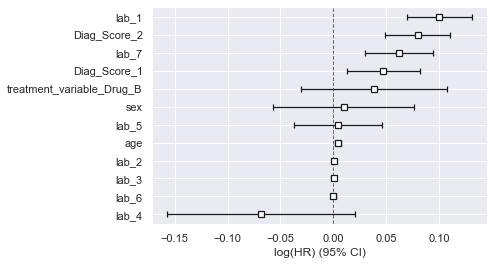 lab_1
Diag_Score_2
lab_7
Diag_Score_1
treatment_variable_Drug_B
sex
lab_5
age
lab_2
lab_3
lab_6
lab_4
−0.15 −0.10 −0.05 0.00 0.05 0.10
log(HR) (95% CI)